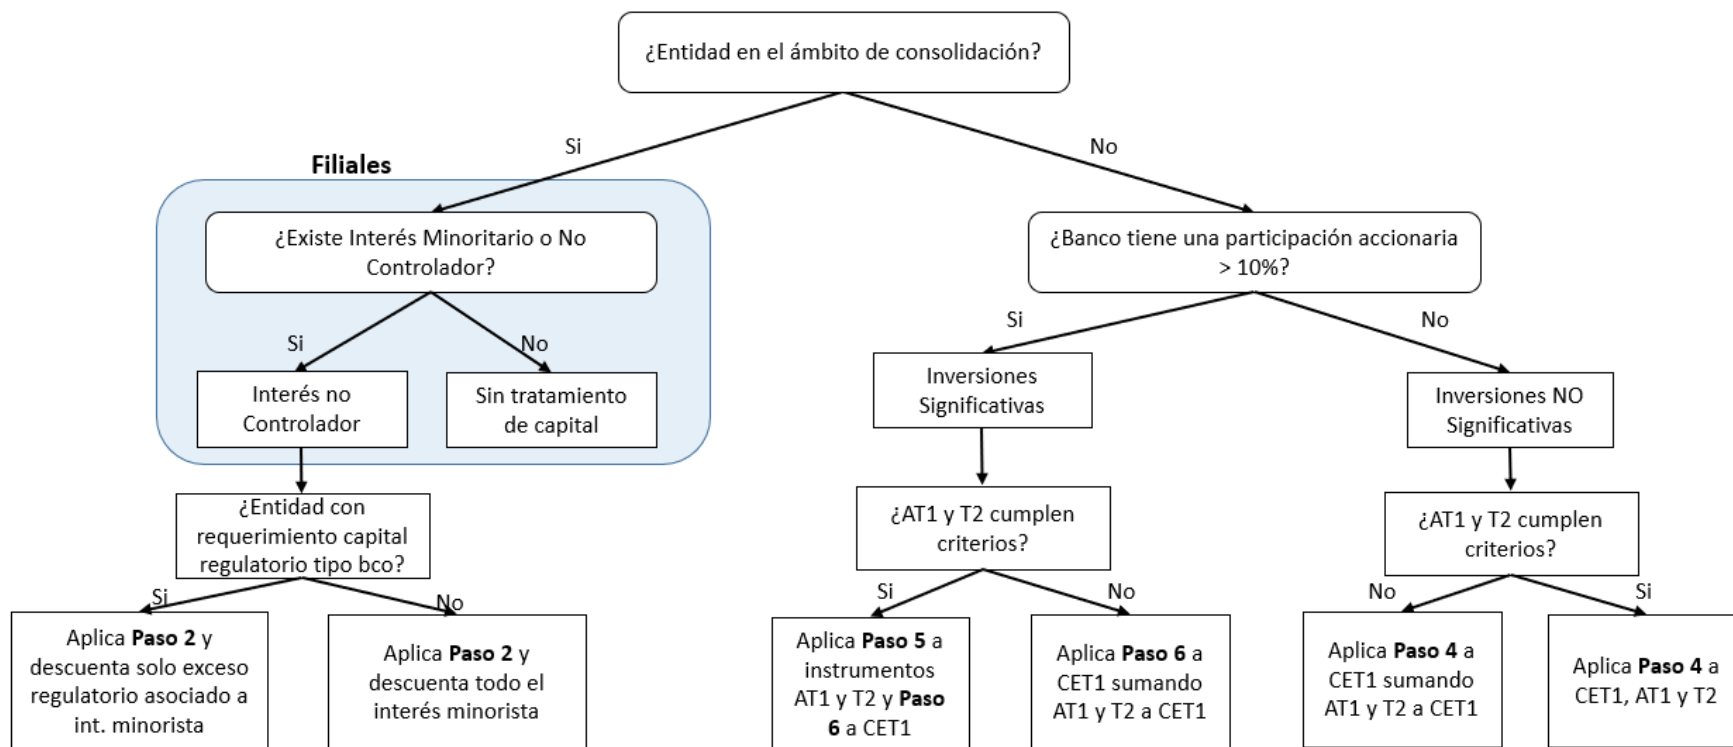 ¿Entidad en el ámbito de consolidación?
Si
No
Filiales
¿Existe Interés Minoritario o No
Controlador?
¿Banco tiene una participación accionaria
> 10%?
Si
No
Si
No
Interés no
Controlador
Sin tratamiento
de capital
Inversiones
Significativas
Inversiones NO
Significativas
¿Entidad con
requerimiento capital
regulatorio tipo bco?
¿AT1 y T2 cumplen
criterios?
¿AT1 y T2 cumplen
criterios?
Si
No
Si
No
No
Si
Aplica Paso 2 y
descuenta solo exceso
regulatorio asociado a
int. minorista
Aplica Paso 2 y
descuenta todo el
interés minorista
Aplica Paso 5 a
instrumentos
AT1 y T2 y Paso
6 a CET1
Aplica Paso 6 a
CET1 sumando
AT1 y T2 a CET1
Aplica Paso 4 a
CET1 sumando
AT1 y T2 a CET1
Aplica Paso 4 a
CET1, AT1 y T2